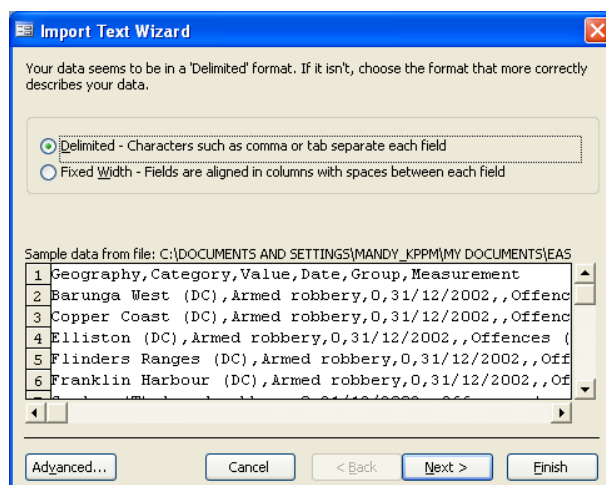 Import Text Wizard
Your data seems to be in a 'Delimited' format. If it isn't, choose the format that more correctly
describes your data.
Delimited - Characters such as comma or tab separate each field
Fixed Width - Fields are aligned in columns with spaces between each field
Sample data from file: C:\DOCUMENTS AND SETTINGS\MANDY_KPPM\MY DOCUMENTS\EAS
1 Geography,Category,Value,Date,Group,Measurement
2 Barunga West (DC),Armed robbery,0,31/12/2002,,Offenc
3 Copper Coast (DC),Armed robbery,0,31/12/2002,,Offenc
4 Elliston (DC),Armed robbery,0,31/12/2002,,Offences (
5 Flinders Ranges (DC),Armed robbery,0,31/12/2002,,Off
6 Franklin Harbour (DC),Armed robbery,0,31/12/2002,,Of
Advanced... Cancel < Back Next > Finish